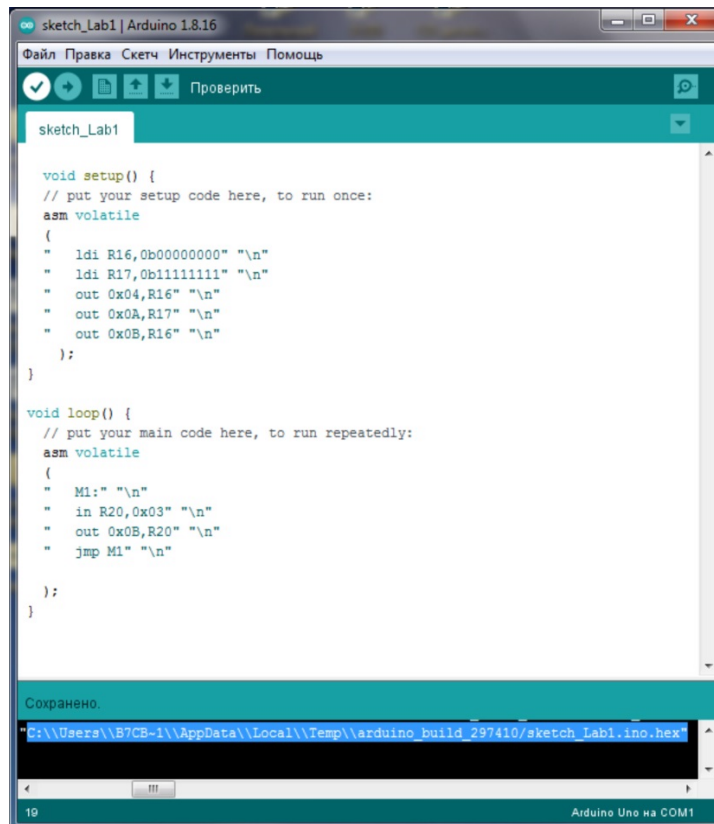 sketch_Lab1 | Arduino 1.8.16
Файл Правка Скетч Инструменты Помощь
Проверить
sketch_Lab1
void setup() {
// put your setup code here, to run once:
asm volatile
(
"   ldi R16,0b00000000" "\n"
"   ldi R17,0b11111111" "\n"
"   out 0x04,R16" "\n"
"   out 0x0A,R17" "\n"
"   out 0x0B,R16" "\n"
);
}
void loop() {
// put your main code here, to run repeatedly:
asm volatile
(
"   M1:" "\n"
"   in R20,0x03" "\n"
"   out 0x0B,R20" "\n"
"   jmp M1" "\n"
);
}
Сохранено.
"C:\\Users\\B7CB~1\\AppData\\Local\\Temp\\arduino_build_297410/sketch_Lab1.ino.hex"
19 Arduino Uno на COM1